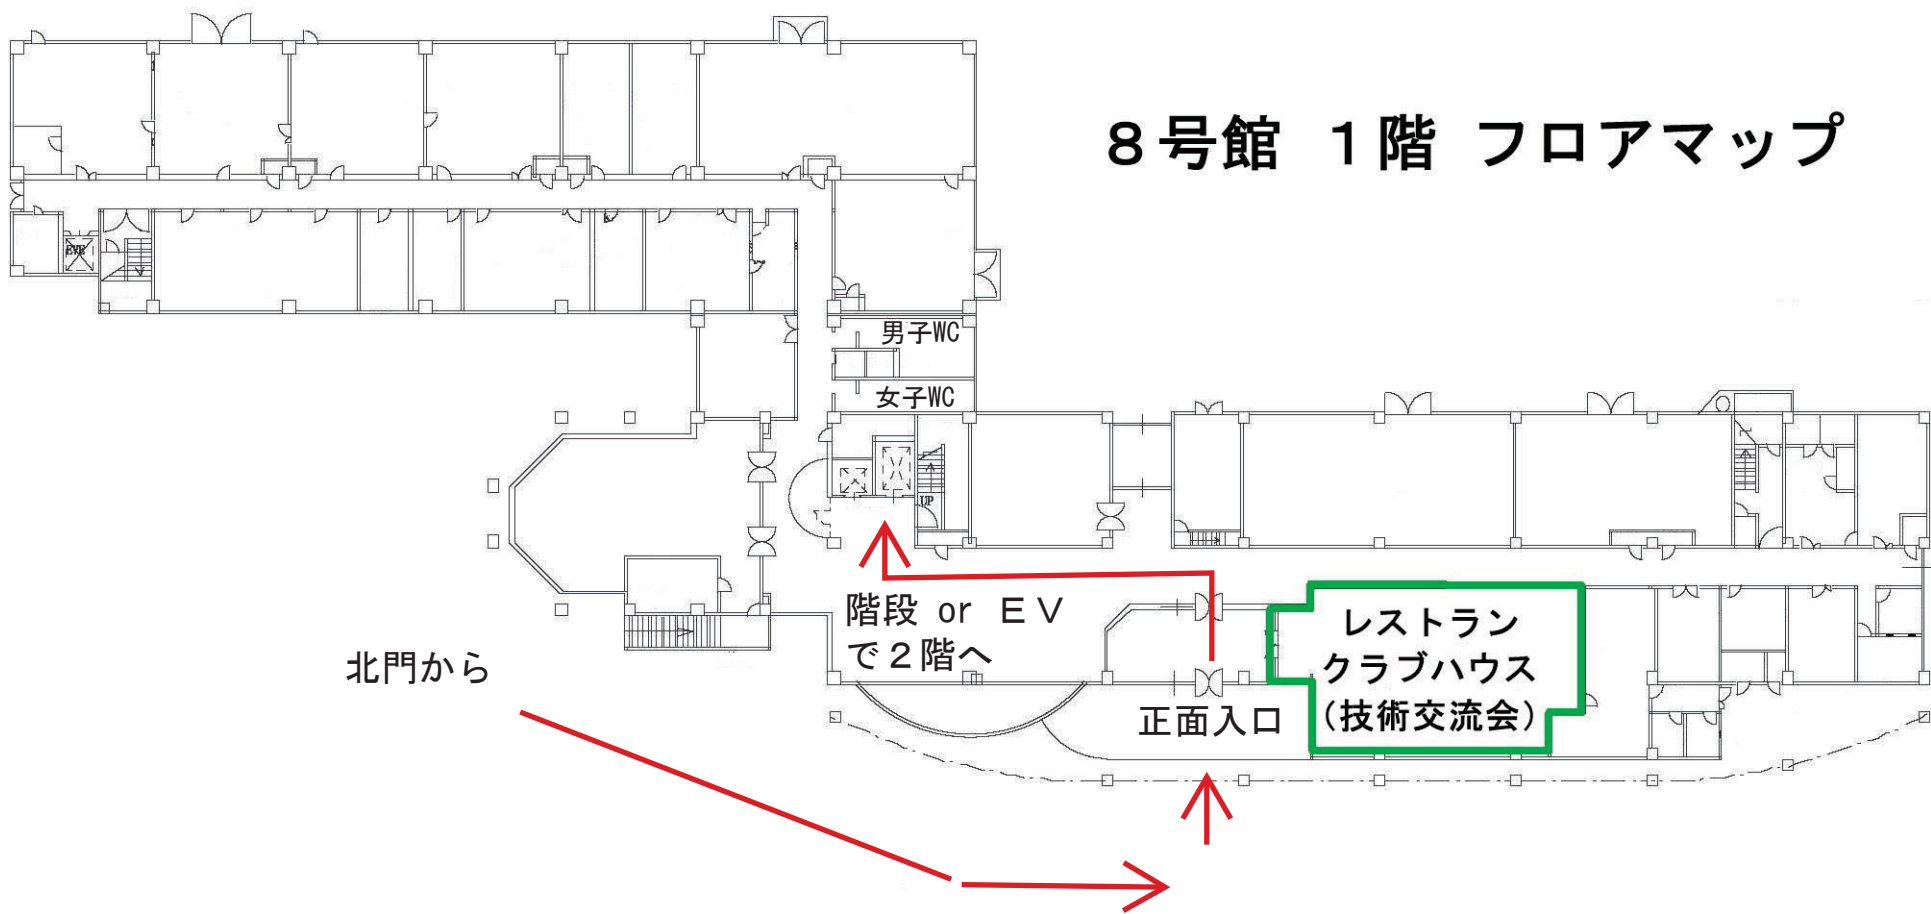 8号館 1階 フロアマップ
EVE
男子WC
女子WC
UP
階段 or EV
で2階へ
レストラン
クラブハウス
(技術交流会)
北門から
正面入口